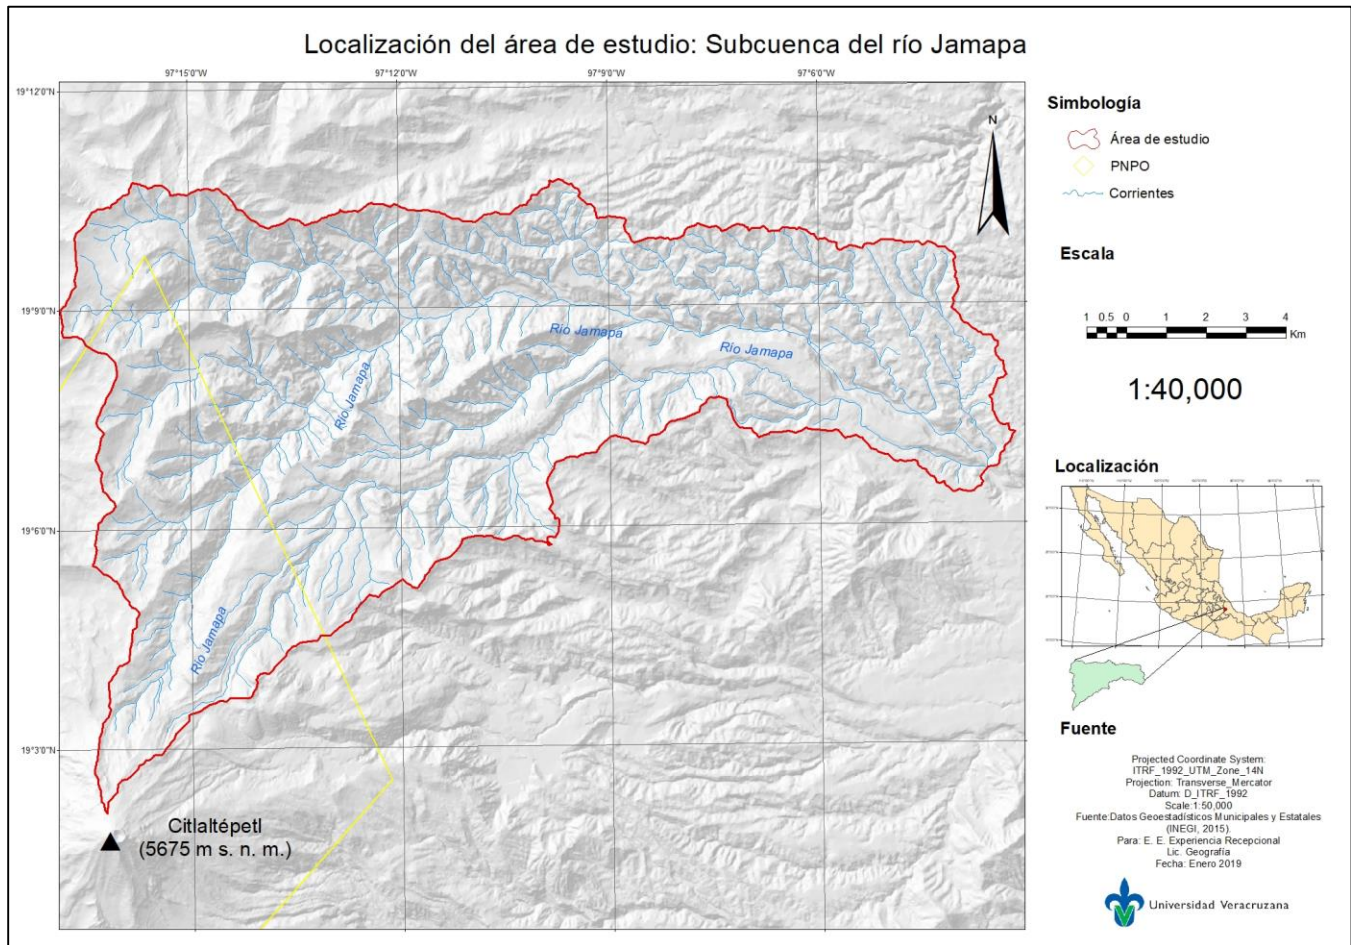 Localización del área de estudio: Subcuenca del río Jamapa
97°15'0"W
97°12'0"W
97°9'0"W
97°6'0"W
19°12'0"N
19°9'0"N
19°6'0"N
19°3'0"N
Río Jamapa
Río Jamapa
Río Jamapa
Río Jamapa
Citlaltépetl
(5675 m s. n. m.)
N
Simbología
Área de estudio
PNPO
Corrientes
Escala
1 0.5 0 1 2 3 4
Km
1:40,000
Localización
Fuente
Projected Coordinate System:
ITRF_1992_UTM_Zone_14N
Projection: Transverse_Mercator
Datum: D_ITRF_1992
Scale:1:50,000
Fuente:Datos Geoestadísticos Municipales y Estatales
(INEGI, 2015).
Para: E. E. Experiencia Recepcional
Lic. Geografía
Fecha: Enero 2019
Universidad Veracruzana